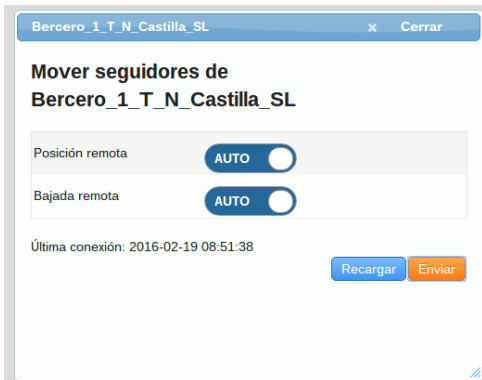 Bercero_1_T_N_Castilla_SL
× Cerrar
Mover seguidores de
Bercero_1_T_N_Castilla_SL
Posición remota AUTO
Bajada remota AUTO
Última conexión: 2016-02-19 08:51:38
Recargar Enviar